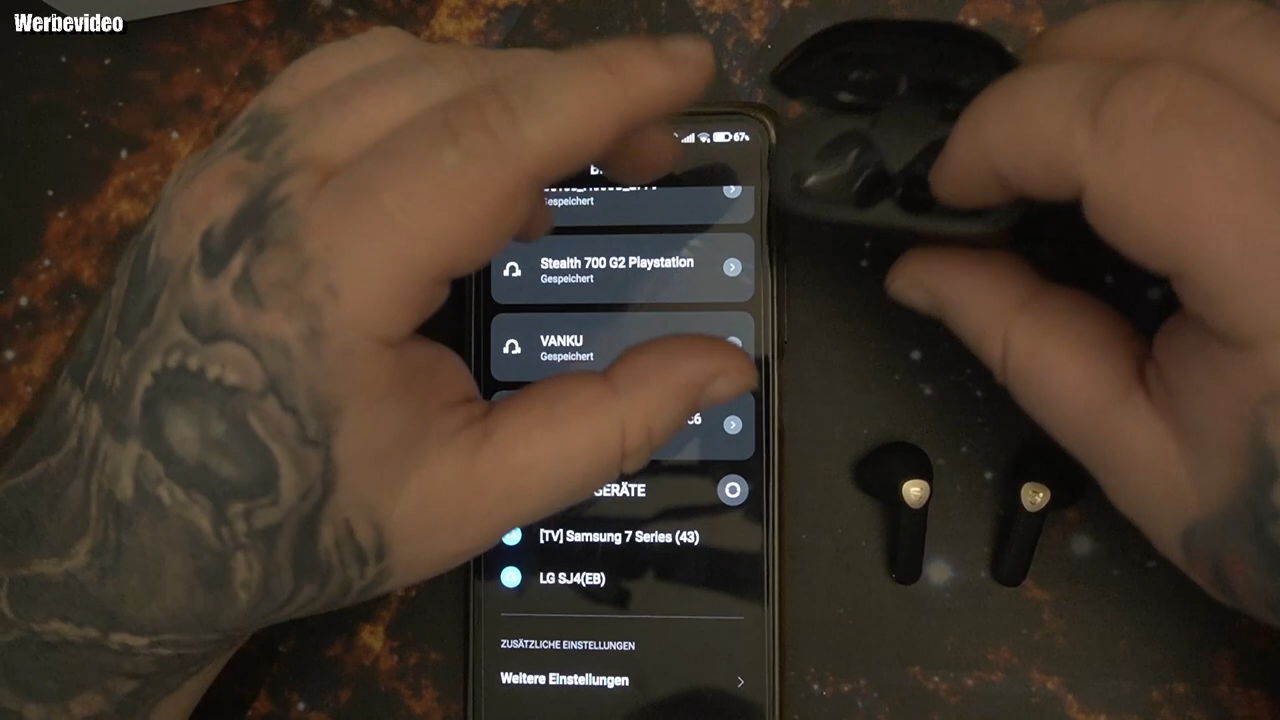 Werbevideo
67%
Gespeichert
Stealth 700 G2 Playstation
Gespeichert
VANKU
Gespeichert
GERÄTE
[TV] Samsung 7 Series (43)
LG SJ4(EB)
ZUSÄTZLICHE EINSTELLUNGEN
Weitere Einstellungen